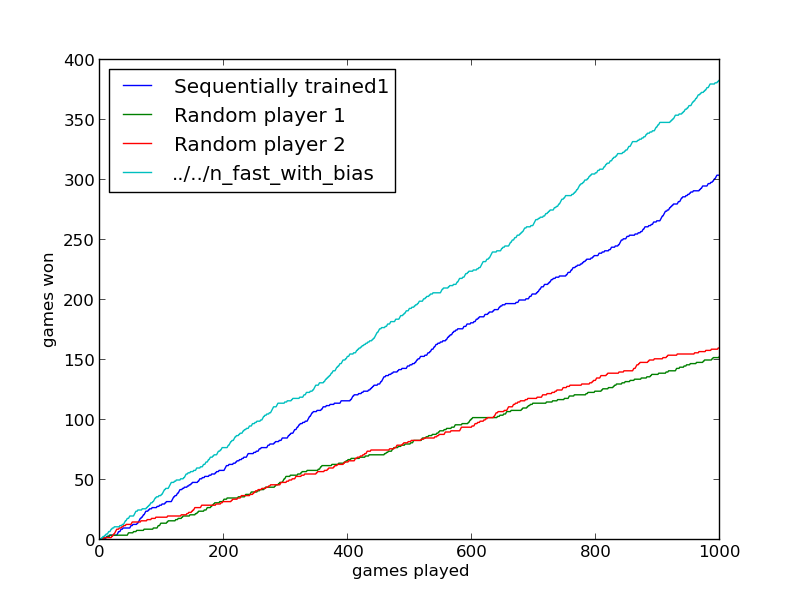 400
350
300
250
200
150
100
50
0
games won
Sequentially trained1
Random player 1
Random player 2
../../n_fast_with_bias
0 200 400 600 800 1000
games played